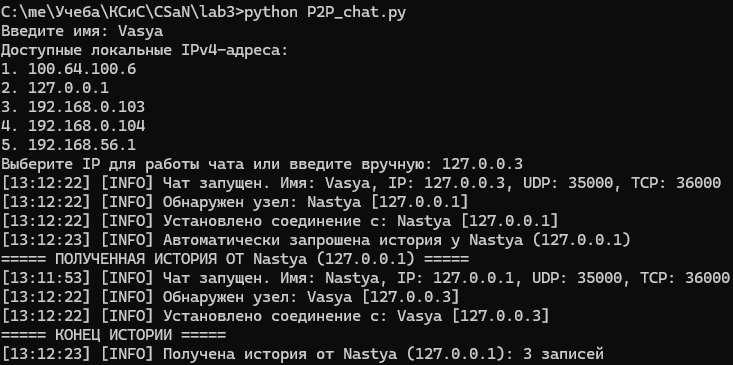 C:\me\Учеба\КСиС\CSaN\lab3>python P2P_chat.py
Введите имя: Vasya
Доступные локальные IPv4-адреса:
1. 100.64.100.6
2. 127.0.0.1
3. 192.168.0.103
4. 192.168.0.104
5. 192.168.56.1
Выберите IP для работы чата или введите вручную: 127.0.0.3
[13:12:22] [INFO] Чат запущен. Имя: Vasya, IP: 127.0.0.3, UDP: 35000, TCP: 36000
[13:12:22] [INFO] Обнаружен узел: Nastya [127.0.0.1]
[13:12:22] [INFO] Установлено соединение с: Nastya [127.0.0.1]
[13:12:23] [INFO] Автоматически запрошена история у Nastya (127.0.0.1)
===== ПОЛУЧЕННАЯ ИСТОРИЯ ОТ Nastya (127.0.0.1) =====
[13:11:53] [INFO] Чат запущен. Имя: Nastya, IP: 127.0.0.1, UDP: 35000, TCP: 36000
[13:12:22] [INFO] Обнаружен узел: Vasya [127.0.0.3]
[13:12:22] [INFO] Установлено соединение с: Vasya [127.0.0.3]
===== КОНЕЦ ИСТОРИИ =====
[13:12:23] [INFO] Получена история от Nastya (127.0.0.1): 3 записей